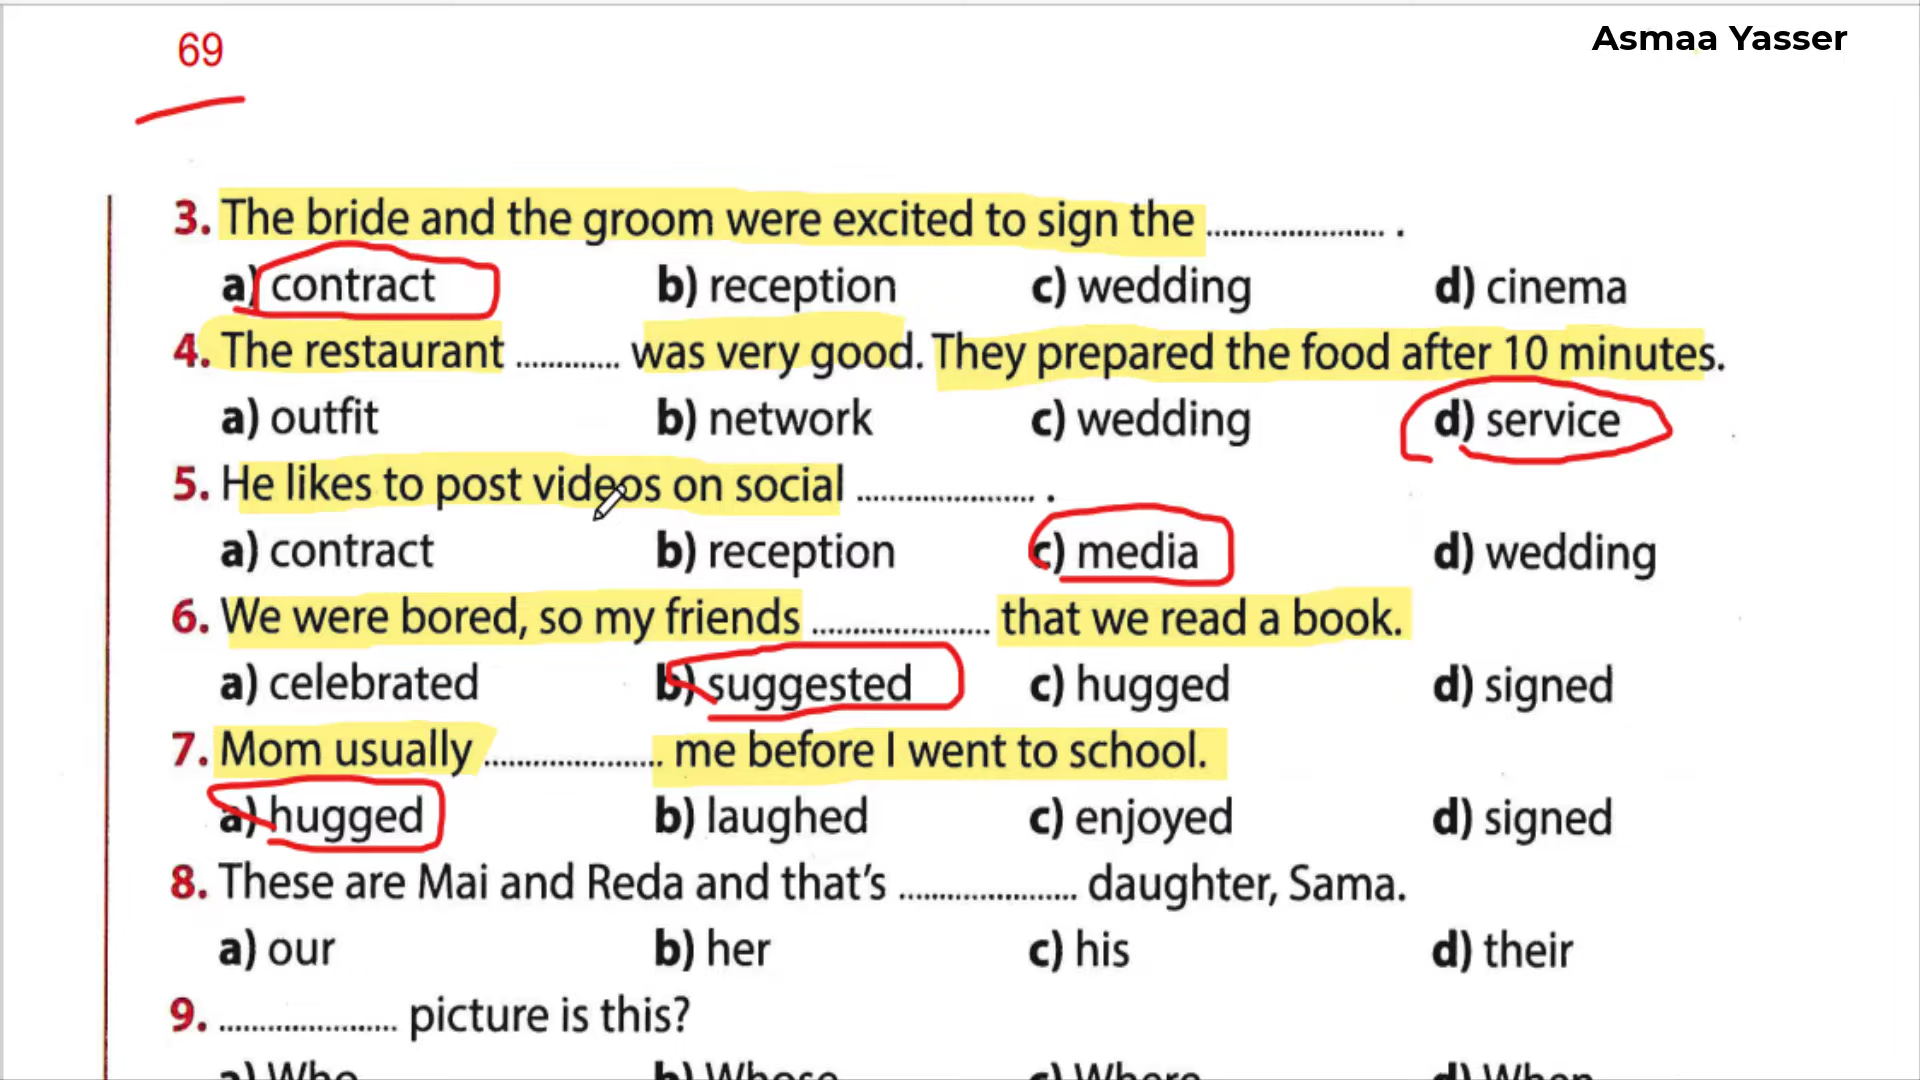 69
Asmaa Yasser
3. The bride and the groom were excited to sign the ...................... .
a) contract b) reception c) wedding d) cinema
4. The restaurant ............. was very good. They prepared the food after 10 minutes.
a) outfit b) network c) wedding d) service
5. He likes to post videos on social ...................... .
a) contract b) reception c) media d) wedding
6. We were bored, so my friends ...................... that we read a book.
a) celebrated b) suggested c) hugged d) signed
7. Mom usually ...................... me before I went to school.
a) hugged b) laughed c) enjoyed d) signed
8. These are Mai and Reda and that's ...................... daughter, Sama.
a) our b) her c) his d) their
9. ...................... picture is this?
a) Who b) Whose c) Where d) When